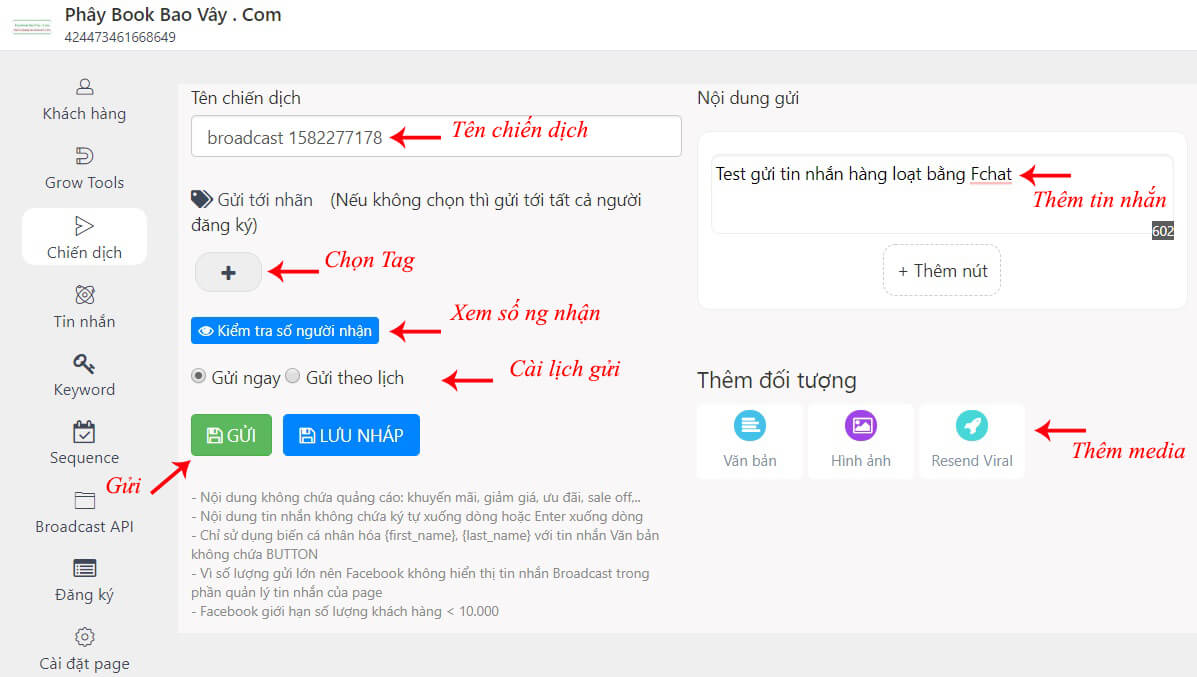 Phây Book Bao Vây . Com
424473461668649
Khách hàng
Grow Tools
Chiến dịch
Tin nhắn
Keyword
Sequence
Broadcast API
Đăng ký
Cài đặt page
Tên chiến dịch
broadcast 1582277178
Tên chiến dịch
Gửi tới nhãn (Nếu không chọn thì gửi tới tất cả người
đăng ký)
+
Chọn Tag
Kiểm tra số người nhận
Xem số ng nhận
Gửi ngay Gửi theo lịch
Cài lịch gửi
GỬI LƯU NHÁP
Gửi
- Nội dung không chứa quảng cáo: khuyến mãi, giảm giá, ưu đãi, sale off,..
- Nội dung tin nhắn không chứa ký tự xuống dòng hoặc Enter xuống dòng
- Chỉ sử dụng biến cá nhân hóa {first_name}, {last_name} với tin nhắn Văn bản
không chứa BUTTON
- Vì số lượng gửi lớn nên Facebook không hiển thị tin nhắn Broadcast trong
phần quản lý tin nhắn của page
- Facebook giới hạn số lượng khách hàng < 10.000
Nội dung gửi
Test gửi tin nhắn hàng loạt bằng Fchat
Thêm tin nhắn
602
+ Thêm nút
Thêm đối tượng
Văn bản
Hình ảnh
Resend Viral
Thêm media